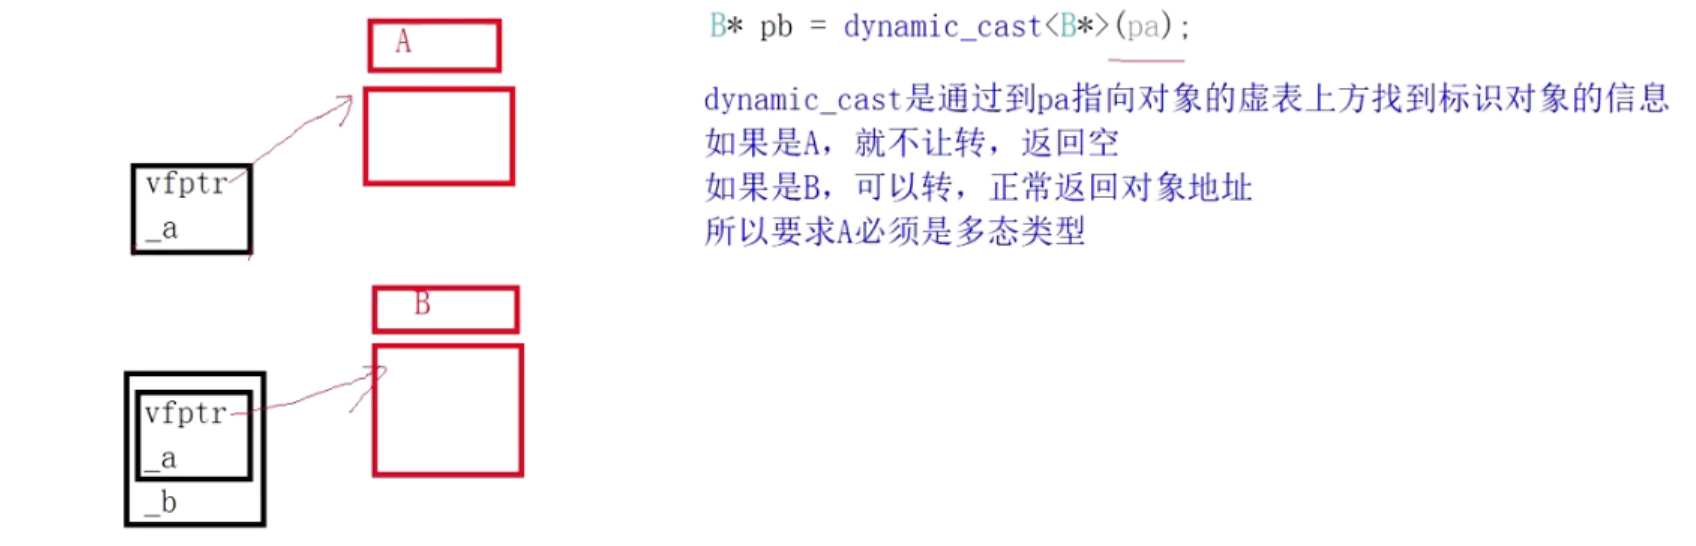 A
B* pb = dynamic_cast<B*>(pa);
dynamic_cast是通过到pa指向对象的虚表上方找到标识对象的信息
如果是A，就不让转，返回空
如果是B，可以转，正常返回对象地址
所以要求A必须是多态类型
vfptr
_a
B
vfptr
_a
_b